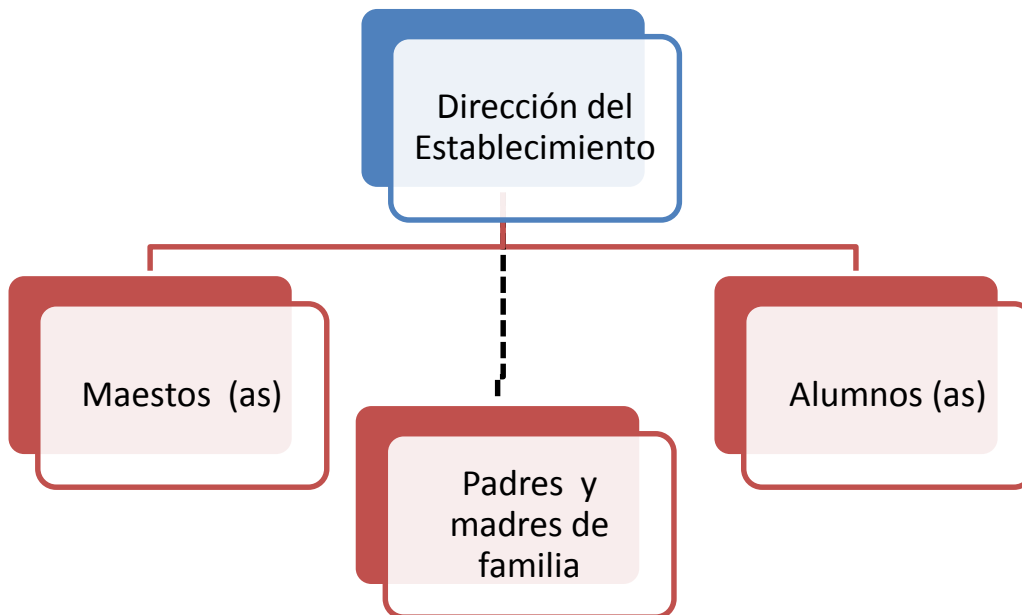 Dirección del
Establecimiento
Maestos (as)
Alumnos (as)
Padres y
madres de
familia